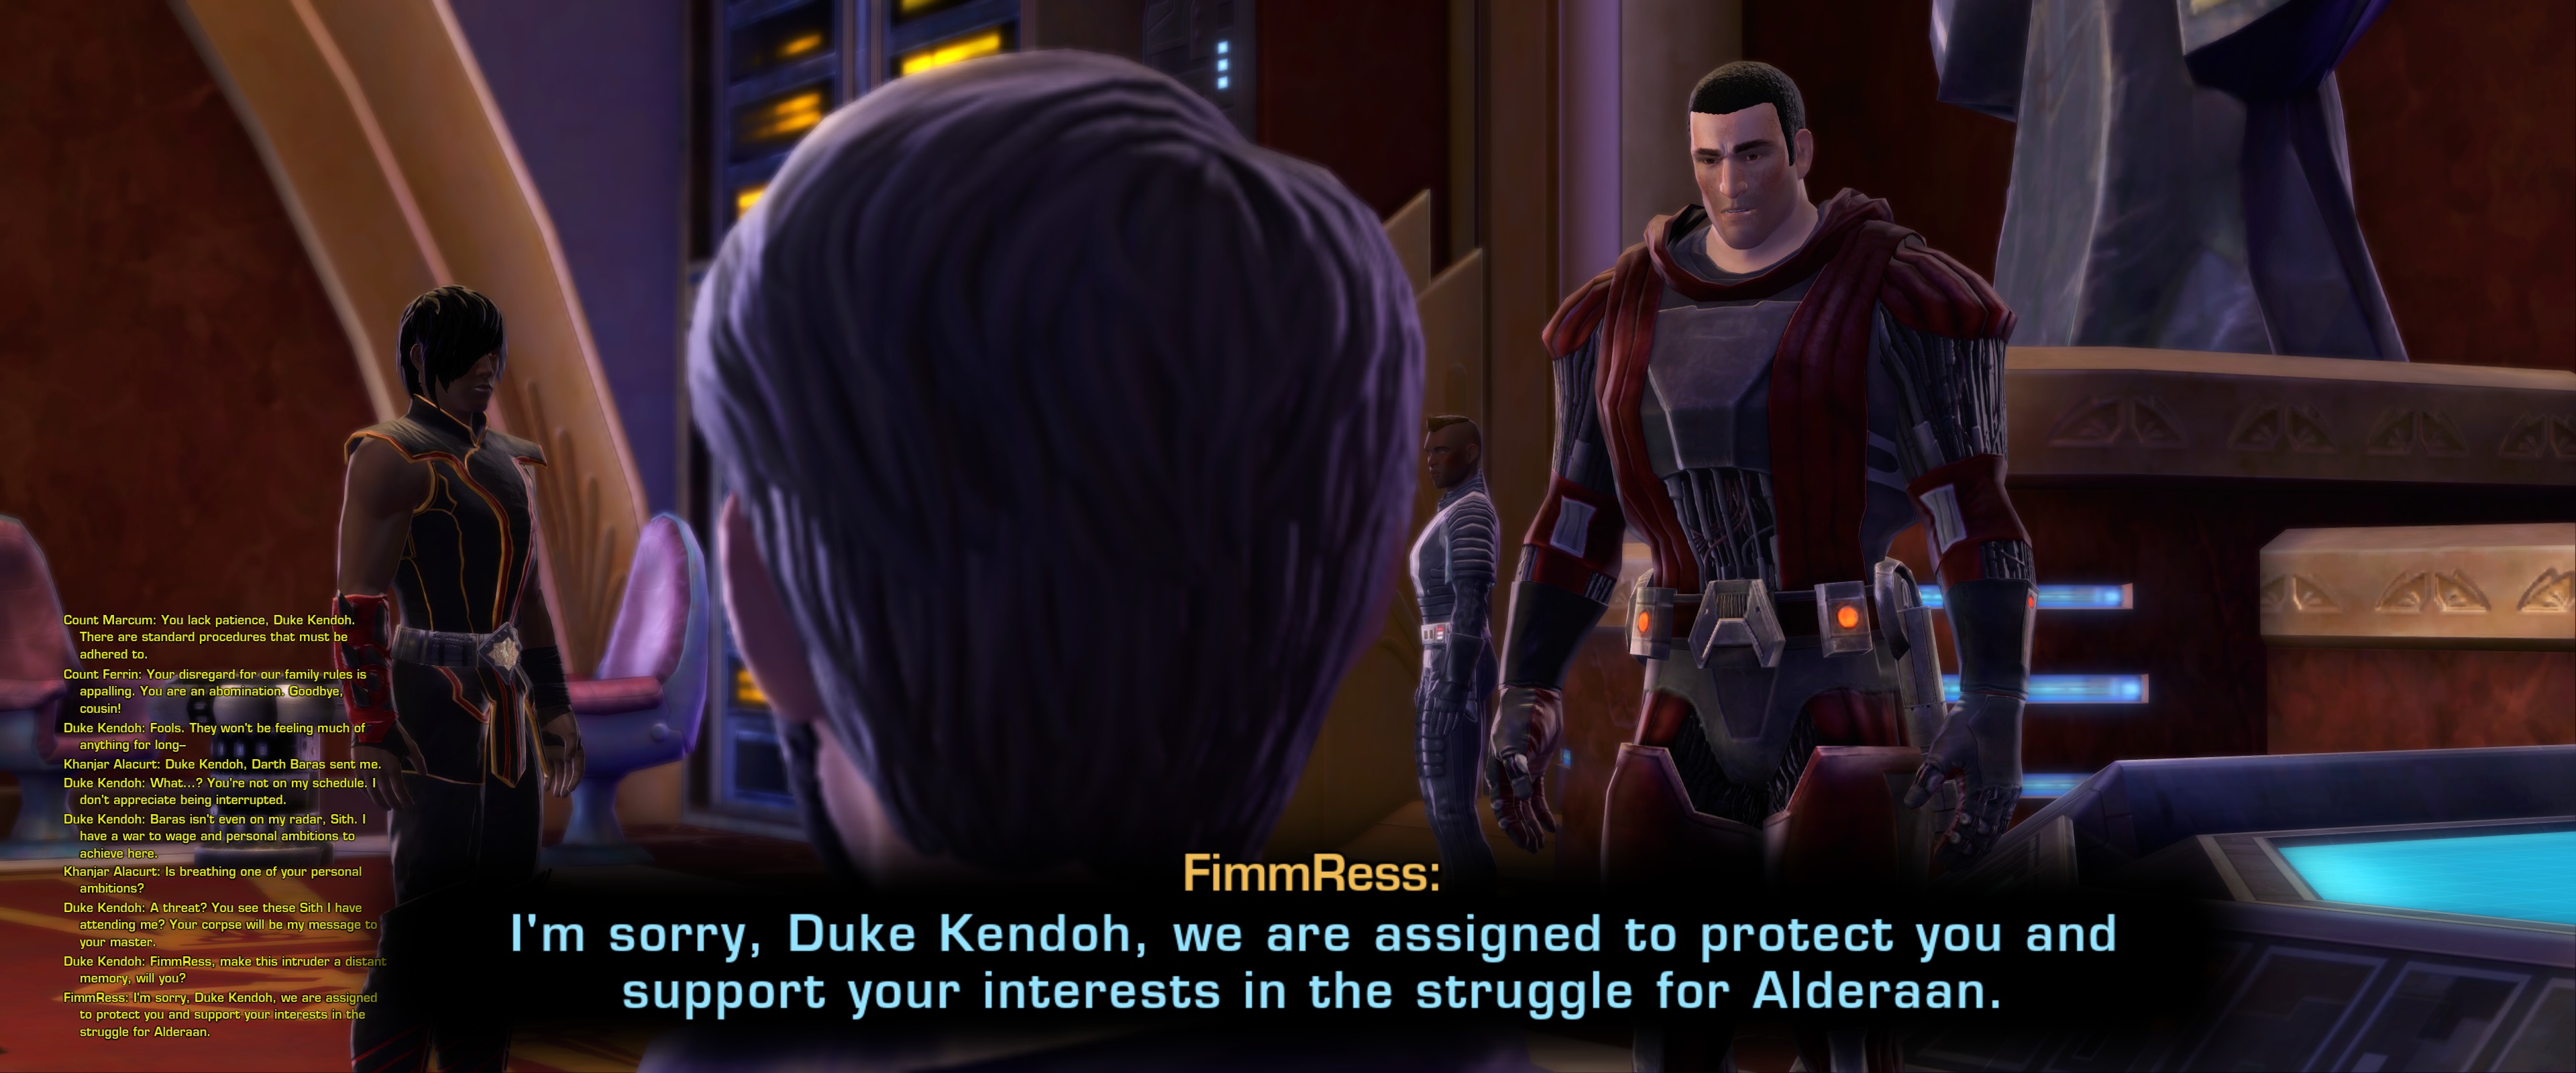 Count Marcum: You lack patience, Duke Kendoh.
There are standard procedures that must be
adhered to.
Count Ferrin: Your disregard for our family rules is
appalling. You are an abomination. Goodbye,
cousin!
Duke Kendoh: Fools. They won't be feeling much of
anything for long–
Khanjar Alacurt: Duke Kendoh, Darth Baras sent me.
Duke Kendoh: What...? You're not on my schedule. I
don't appreciate being interrupted.
Duke Kendoh: Baras isn't even on my radar, Sith. I
have a war to wage and personal ambitions to
achieve here.
Khanjar Alacurt: Is breathing one of your personal
ambitions?
Duke Kendoh: A threat? You see these Sith I have
attending me? Your corpse will be my message to
your master.
Duke Kendoh: FimmRess, make this intruder a distant
memory, will you?
FimmRess: I'm sorry, Duke Kendoh, we are assigned
to protect you and support your interests in the
struggle for Alderaan.
FimmRess:
I'm sorry, Duke Kendoh, we are assigned to protect you and
support your interests in the struggle for Alderaan.